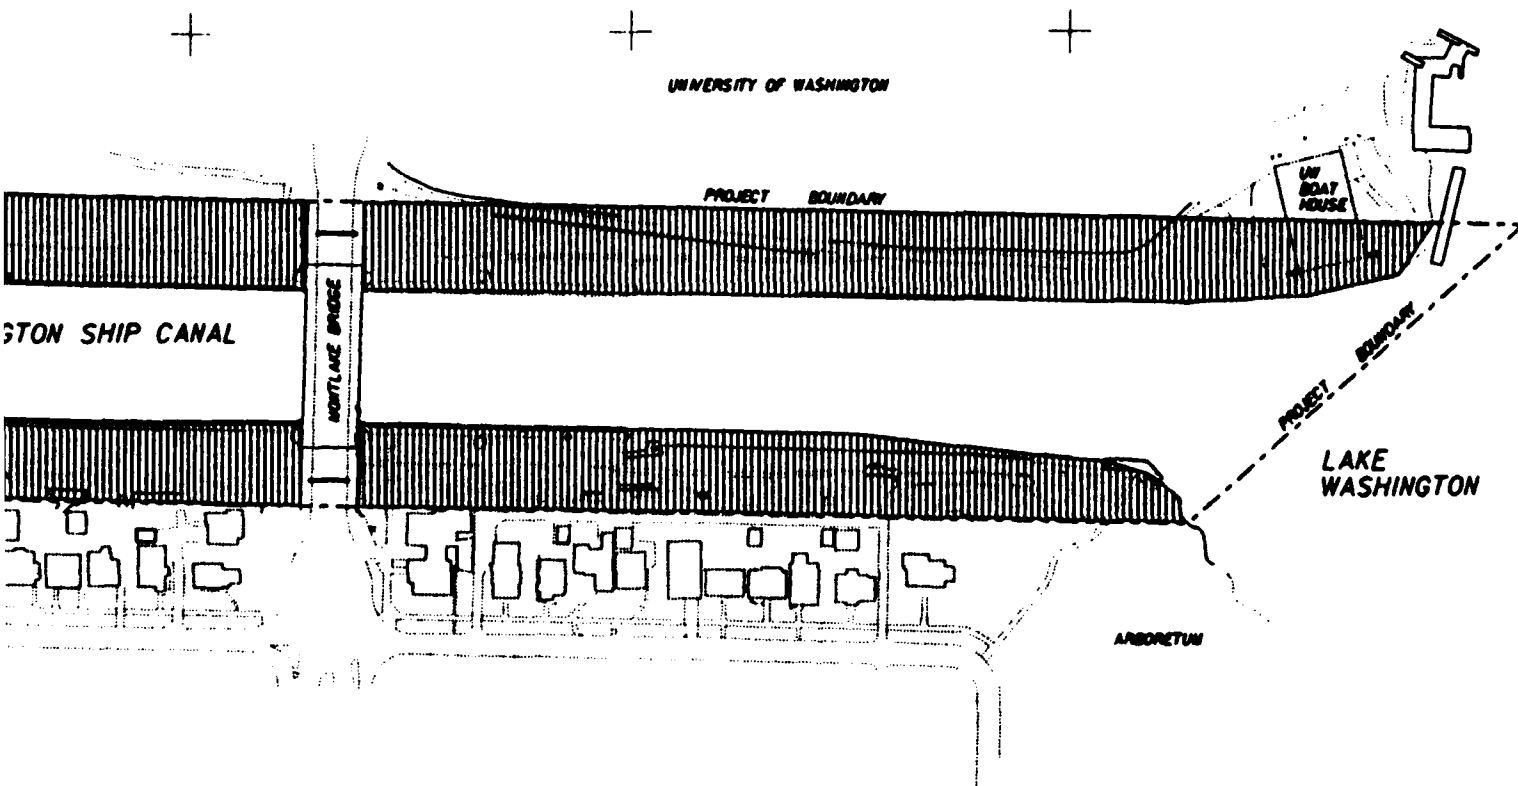 UNIVERSITY OF WASHINGTON
PROJECT BOUNDARY
UW
BOAT
HOUSE
GTON SHIP CANAL
MONTLAKE BRIDGE
PROJECT BOUNDARY
LAKE
WASHINGTON
ARBORETUM